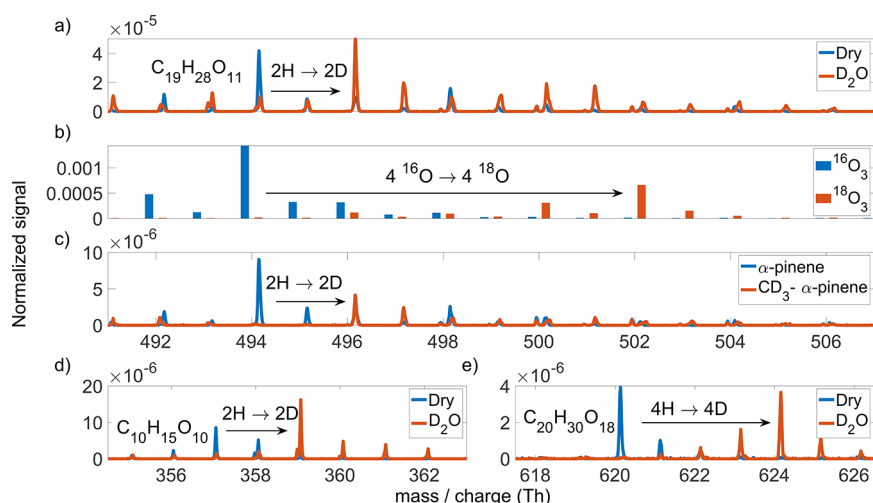 a)
×10⁻⁵
4
2
0
C₁₉H₂₈O₁₁
2H → 2D
Dry
D₂O
b)
0.001
0.0005
0
4 ¹⁶O → 4 ¹⁸O
¹⁶O₃
¹⁸O₃
c)
×10⁻⁶
10
5
0
2H → 2D
α-pinene
CD₃- α-pinene
492 494 496 498 500 502 504 506
Normalized signal
d)
×10⁻⁶
20
10
0
C₁₀H₁₅O₁₀
2H → 2D
Dry
D₂O
356 358 360 362
e)
×10⁻⁶
4
2
0
C₂₀H₃₀O₁₈
4H → 4D
Dry
D₂O
618 620 622 624 626
mass / charge (Th)